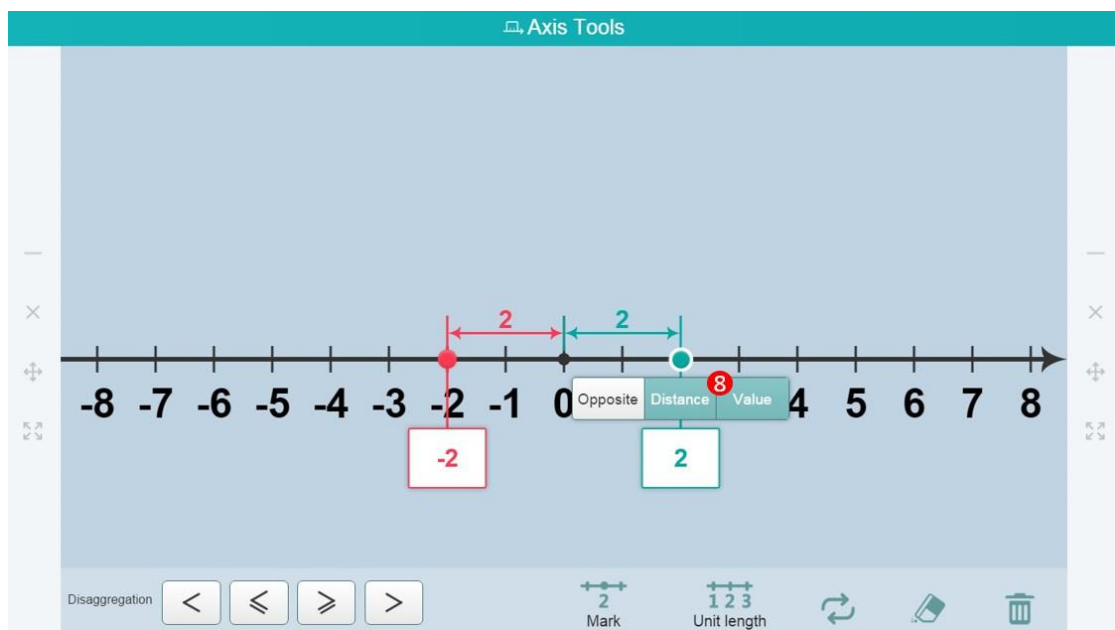 Axis Tools
2 2
-8 -7 -6 -5 -4 -3 -2 -1 0 4 5 6 7 8
Opposite Distance 8 Value
-2 2
Disaggregation < ⩽ ⩾ >
2 1 2 3
Mark Unit length